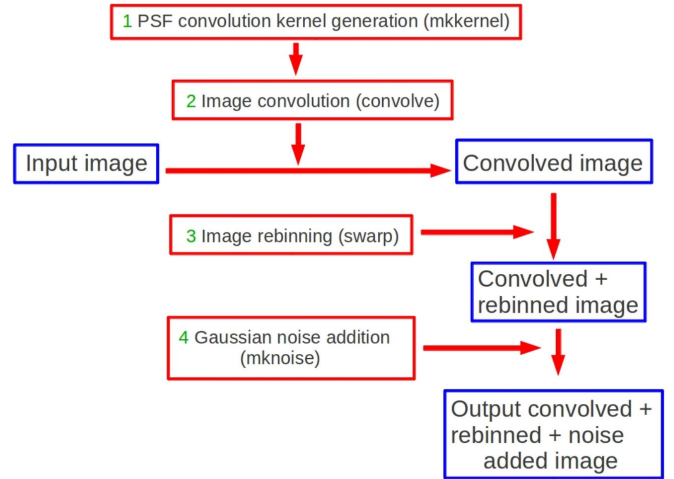 1 PSF convolution kernel generation (mkkernel)
2 Image convolution (convolve)
Input image
Convolved image
3 Image rebinning (swarp)
Convolved +
rebinned image
4 Gaussian noise addition
(mknoise)
Output convolved +
rebinned + noise
added image